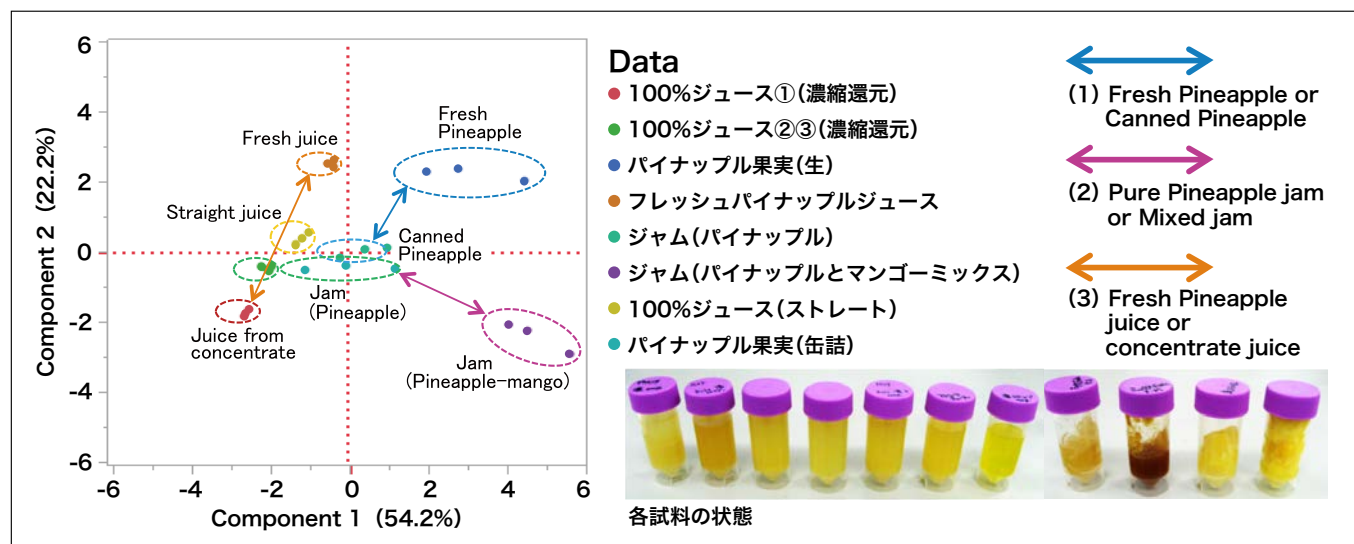 6
4
2
0
-2
-4
-6
-6
-4
-2
0
2
4
6
Component 2 (22.2%)
Component 1 (54.2%)
Fresh juice
Fresh
Pineapple
Straight juice
Canned
Pineapple
Jam
(Pineapple)
Juice from
concentrate
Jam
(Pineapple-mango)
Data
100%ジュース①(濃縮還元)
100%ジュース②③(濃縮還元)
パイナップル果実(生)
フレッシュパイナップルジュース
ジャム(パイナップル)
ジャム(パイナップルとマンゴーミックス)
100%ジュース(ストレート)
パイナップル果実(缶詰)
(1) Fresh Pineapple or
Canned Pineapple
(2) Pure Pineapple jam
or Mixed jam
(3) Fresh Pineapple
juice or
concentrate juice
各試料の状態